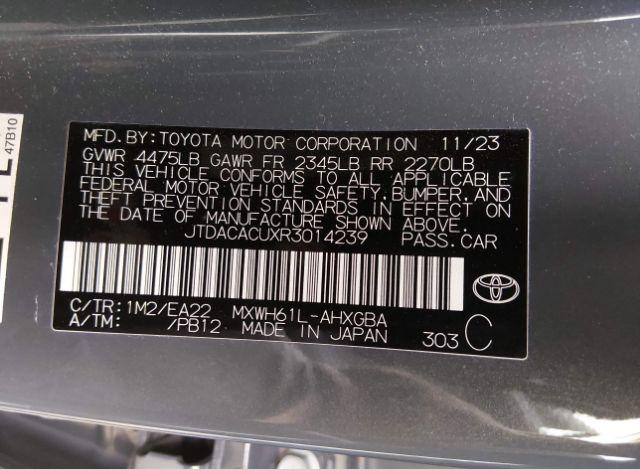 47B10
MFD. BY: TOYOTA MOTOR CORPORATION 11/23
GVWR 4475LB GAWR FR 2345LB RR 2270LB
THIS VEHICLE CONFORMS TO ALL APPLICABLE
FEDERAL MOTOR VEHICLE SAFETY, BUMPER, AND
THEFT PREVENTION STANDARDS IN EFFECT ON
THE DATE OF MANUFACTURE SHOWN ABOVE.
JTDACACUXR3014239 PASS. CAR
C/TR: 1M2/EA22 MXWH61L-AHXGBA
A/TM: /PB12 MADE IN JAPAN 303 C